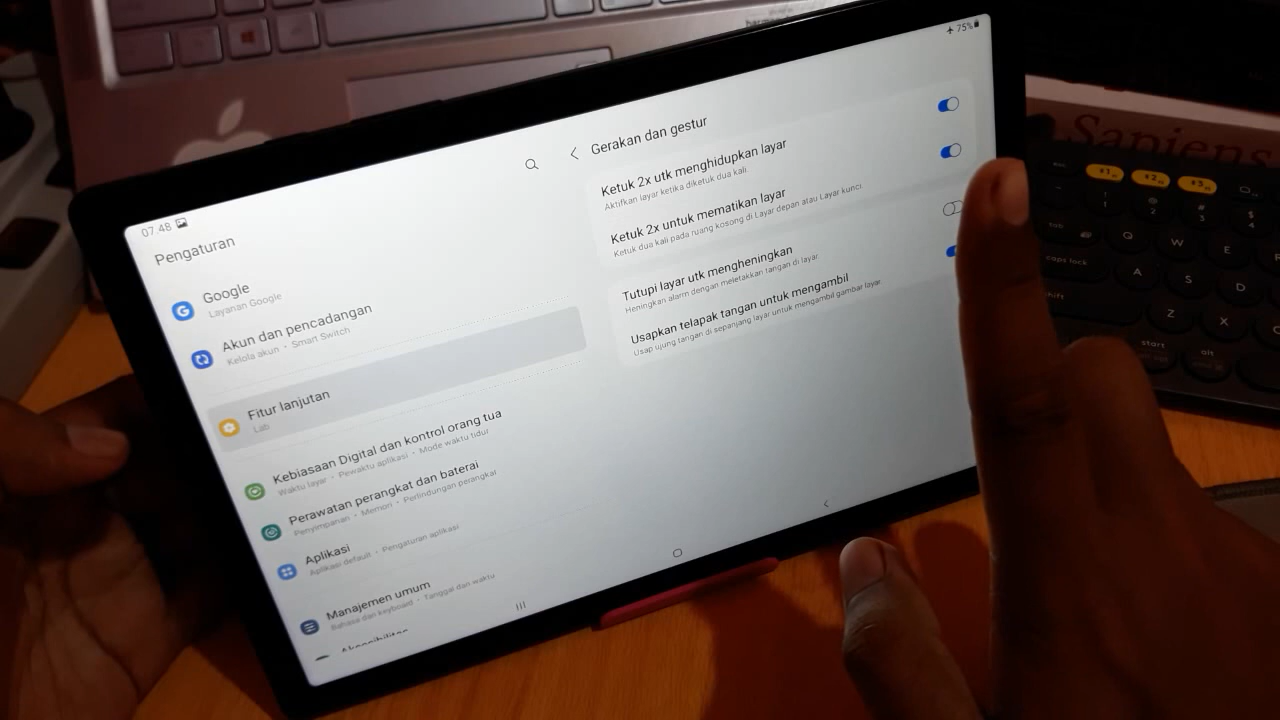 07.48
75%
Pengaturan
Google
Layanan Google
Akun dan pencadangan
Kelola akun • Smart Switch
Fitur lanjutan
Lab
Kebiasaan Digital dan kontrol orang tua
Waktu layar • Pewaktu aplikasi • Mode waktu tidur
Perawatan perangkat dan baterai
Penyimpanan • Memori • Perlindungan perangkat
Aplikasi
Aplikasi default • Pengaturan aplikasi
Manajemen umum
Bahasa dan keyboard • Tanggal dan waktu
Gerakan dan gestur
Ketuk 2x utk menghidupkan layar
Aktifkan layar ketika diketuk dua kali.
Ketuk 2x untuk mematikan layar
Ketuk dua kali pada ruang kosong di Layar depan atau Layar kunci.
Tutupi layar utk mengheningkan
Heningkan alarm dengan meletakkan tangan di layar.
Usapkan telapak tangan untuk mengambil
Usap ujung tangan di sepanjang layar untuk mengambil gambar layar.
Sapiens
esc
1 2 3 4
tab Q W E
caps lock A S D
Z X
start alt